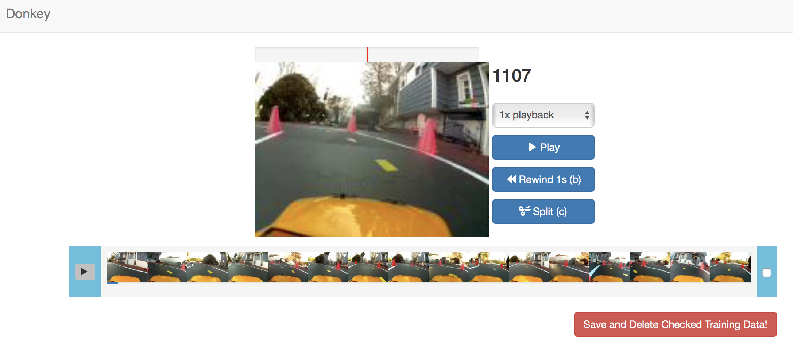 Donkey
1107
1x playback
Play
Rewind 1s (b)
Split (c)
Save and Delete Checked Training Data!